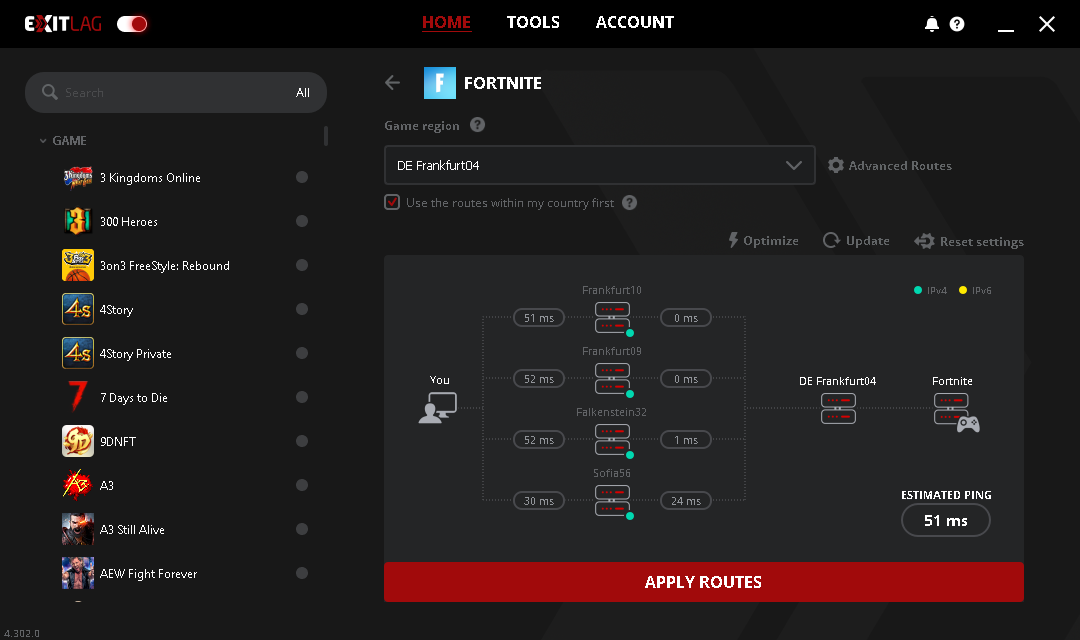 EXITLAG
HOME
TOOLS
ACCOUNT
Search
All
GAME
3 Kingdoms Online
300 Heroes
3on3 FreeStyle: Rebound
4Story
4Story Private
7 Days to Die
9DNFT
A3
A3 Still Alive
AEW Fight Forever
4.302.0
FORTNITE
Game region
DE Frankfurt04
Advanced Routes
Use the routes within my country first
Optimize
Update
Reset settings
IPv4
IPv6
Frankfurt10
51 ms
0 ms
Frankfurt09
52 ms
0 ms
You
DE Frankfurt04
Fortnite
Falkenstein32
52 ms
1 ms
Sofia56
30 ms
24 ms
ESTIMATED PING
51 ms
APPLY ROUTES